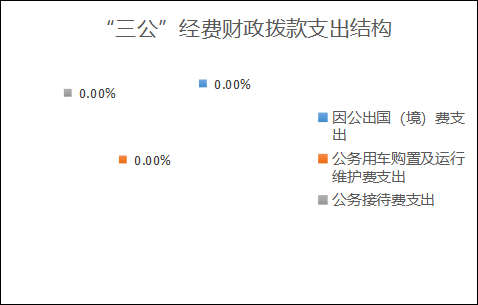 “三公”经费财政拨款支出结构
0.00%
0.00%
0.00%
因公出国（境）费支
出
公务用车购置及运行
维护费支出
公务接待费支出